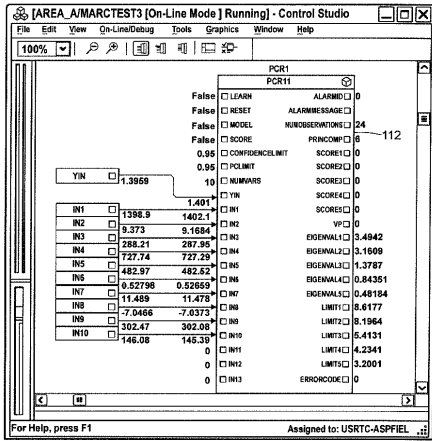 [AREA_A/MARCTEST3 [On-Line Mode ] Running] - Control Studio
File Edit View On-Line/Debug Tools Graphics Window Help
100%
PCR1
PCR11
False LEARN ALARMID 0
False RESET ALARMMESSAGE
False MODEL NUMOBSERVATIONS 24
False SCORE PRINCOMP 6
112
0.95 CONFIDENCELIMIT SCORE1 0
0.95 PCLIMIT SCORE2 0
YIN 1.3959 10 NUMVARS SCORE3 0
1.401 YIN SCORE4 0
IN1 1398.9 1402.1 IN1 SCORE5 0
IN2 9.373 9.1684 IN2 VP 0
IN3 288.21 287.95 IN3 EIGENVAL1 3.4942
IN4 727.74 727.29 IN4 EIGENVAL2 3.1609
IN5 482.97 482.52 IN5 EIGENVAL3 1.3787
IN6 0.52798 0.52659 IN6 EIGENVAL4 0.84351
IN7 11.489 11.478 IN7 EIGENVAL5 0.48184
IN8 -7.0466 -7.0373 IN8 LIMIT1 8.6177
IN9 302.47 302.08 IN9 LIMIT2 8.1964
IN10 146.08 145.39 IN10 LIMIT3 5.4131
0 IN11 LIMIT4 4.2341
0 IN12 LIMIT5 3.2001
0 IN13 ERRORCODE 0
For Help, press F1 Assigned to: USRTC-ASPFIEL